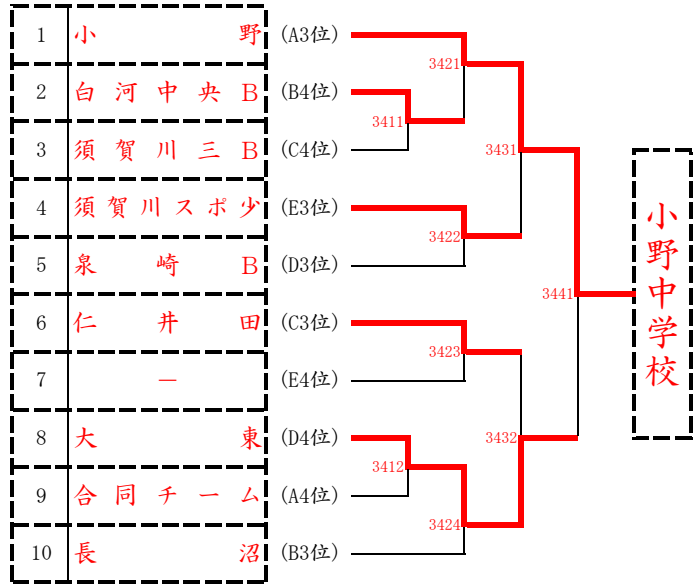 1 小野 (A3位)
3421
2 白河中央B (B4位)
3411
3 須賀川三B (C4位)
3431
4 須賀川スポ少 (E3位)
3422
5 泉崎B (D3位)
3441
小野中学校
6 仁井田 (C3位)
3423
7 － (E4位)
8 大東 (D4位)
3432
3412
9 合同チーム (A4位)
3424
10 長沼 (B3位)